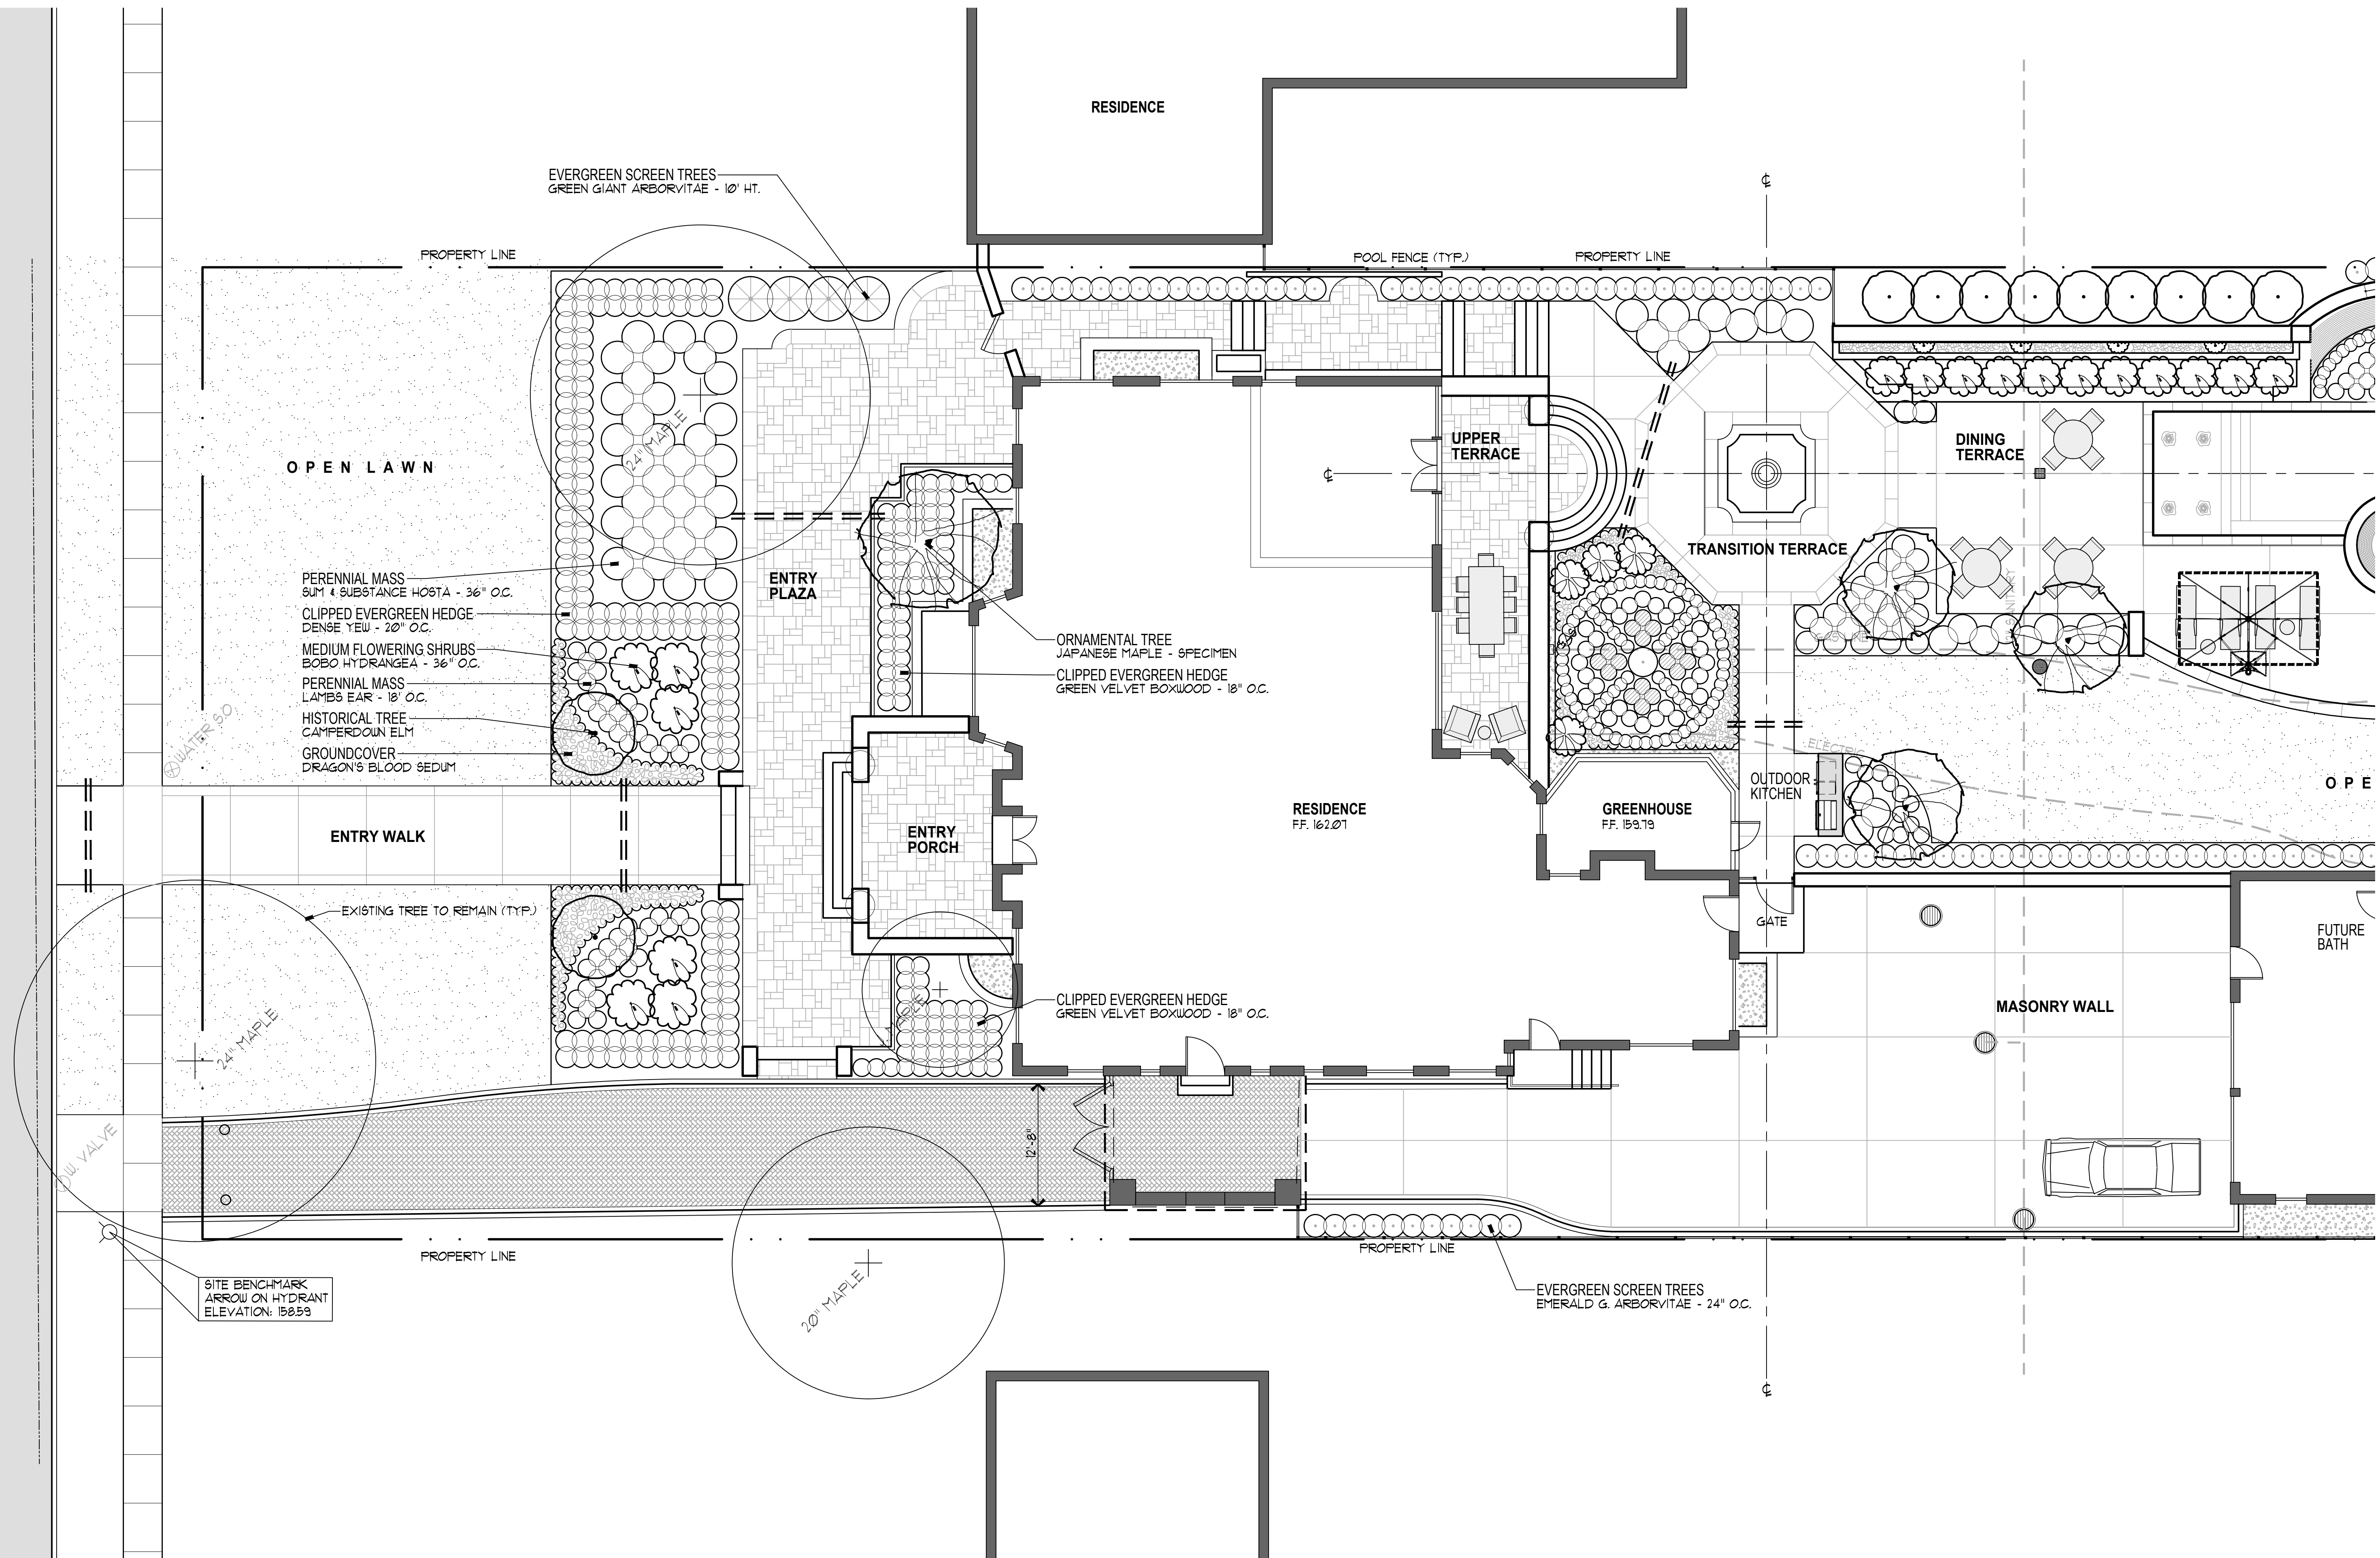 RESIDENCE
EVERGREEN SCREEN TREES
GREEN GIANT ARBORVITAE - 10' HT.
PROPERTY LINE
POOL FENCE (TYP.)
PROPERTY LINE
24" MAPLE
OPEN LAWN
UPPER
TERRACE
DINING
TERRACE
TRANSITION TERRACE
ENTRY
PLAZA
PERENNIAL MASS
SUM & SUBSTANCE HOSTA - 36" O.C.
CLIPPED EVERGREEN HEDGE
DENSE YEW - 20" O.C.
MEDIUM FLOWERING SHRUBS
BOBO HYDRANGEA - 36" O.C.
PERENNIAL MASS
LAMBS EAR - 18' O.C.
HISTORICAL TREE
CAMPERDOWN ELM
GROUNDCOVER
DRAGON'S BLOOD SEDUM
ORNAMENTAL TREE
JAPANESE MAPLE - SPECIMEN
CLIPPED EVERGREEN HEDGE
GREEN VELVET BOXWOOD - 18" O.C.
SANITARY
WATER S.O.
ELECTRIC
OUTDOOR
KITCHEN
OPE
ENTRY WALK
ENTRY
PORCH
RESIDENCE
F.F. 162.07
GREENHOUSE
F.F. 159.79
EXISTING TREE TO REMAIN (TYP.)
GATE
FUTURE
BATH
CLIPPED EVERGREEN HEDGE
GREEN VELVET BOXWOOD - 18" O.C.
MASONRY WALL
MAPLE
24" MAPLE
W. VALVE
12'-8"
PROPERTY LINE
PROPERTY LINE
SITE BENCHMARK
ARROW ON HYDRANT
ELEVATION: 158.59
20" MAPLE
EVERGREEN SCREEN TREES
EMERALD G. ARBORVITAE - 24" O.C.